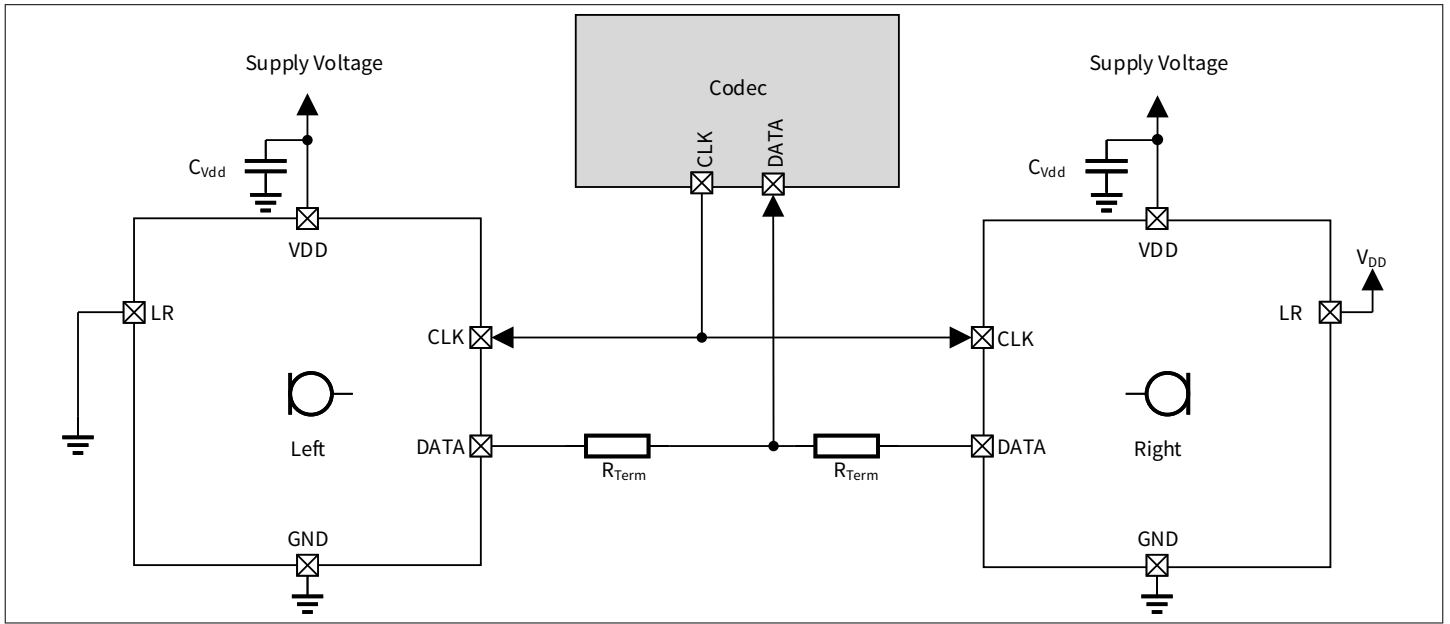 Supply Voltage
Codec
Supply Voltage
CLK
DATA
CVdd
CVdd
VDD
VDD
VDD
LR
LR
CLK
CLK
Left
DATA
DATA
Right
RTerm
RTerm
GND
GND